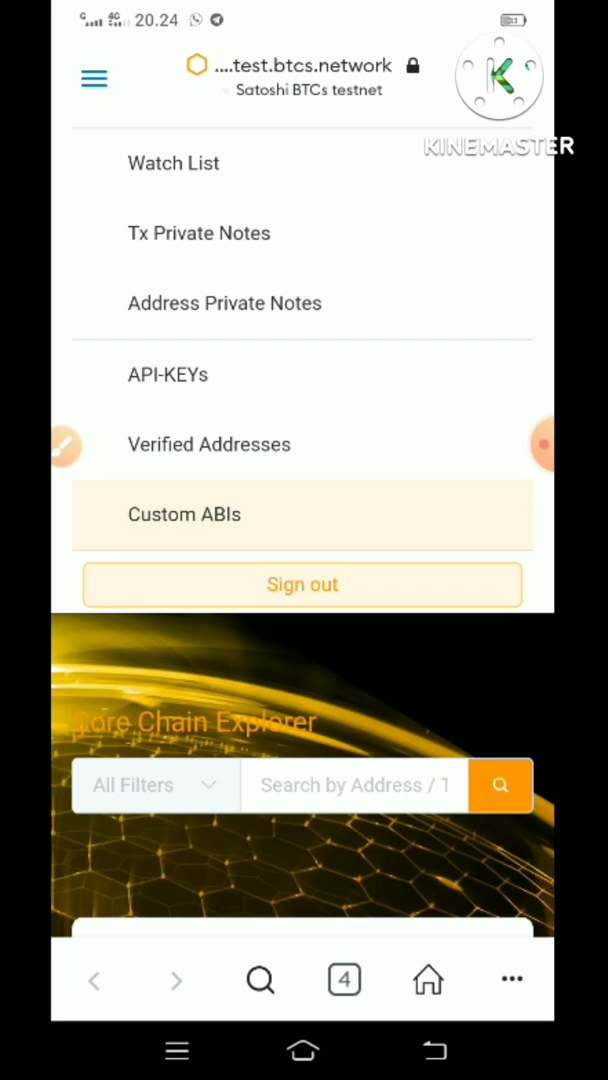 4G 20.24
....test.btcs.network
Satoshi BTCs testnet
KINEMASTER
Watch List
Tx Private Notes
Address Private Notes
API-KEYs
Verified Addresses
Custom ABIs
Sign out
Core Chain Explorer
All Filters
Search by Address / T
4